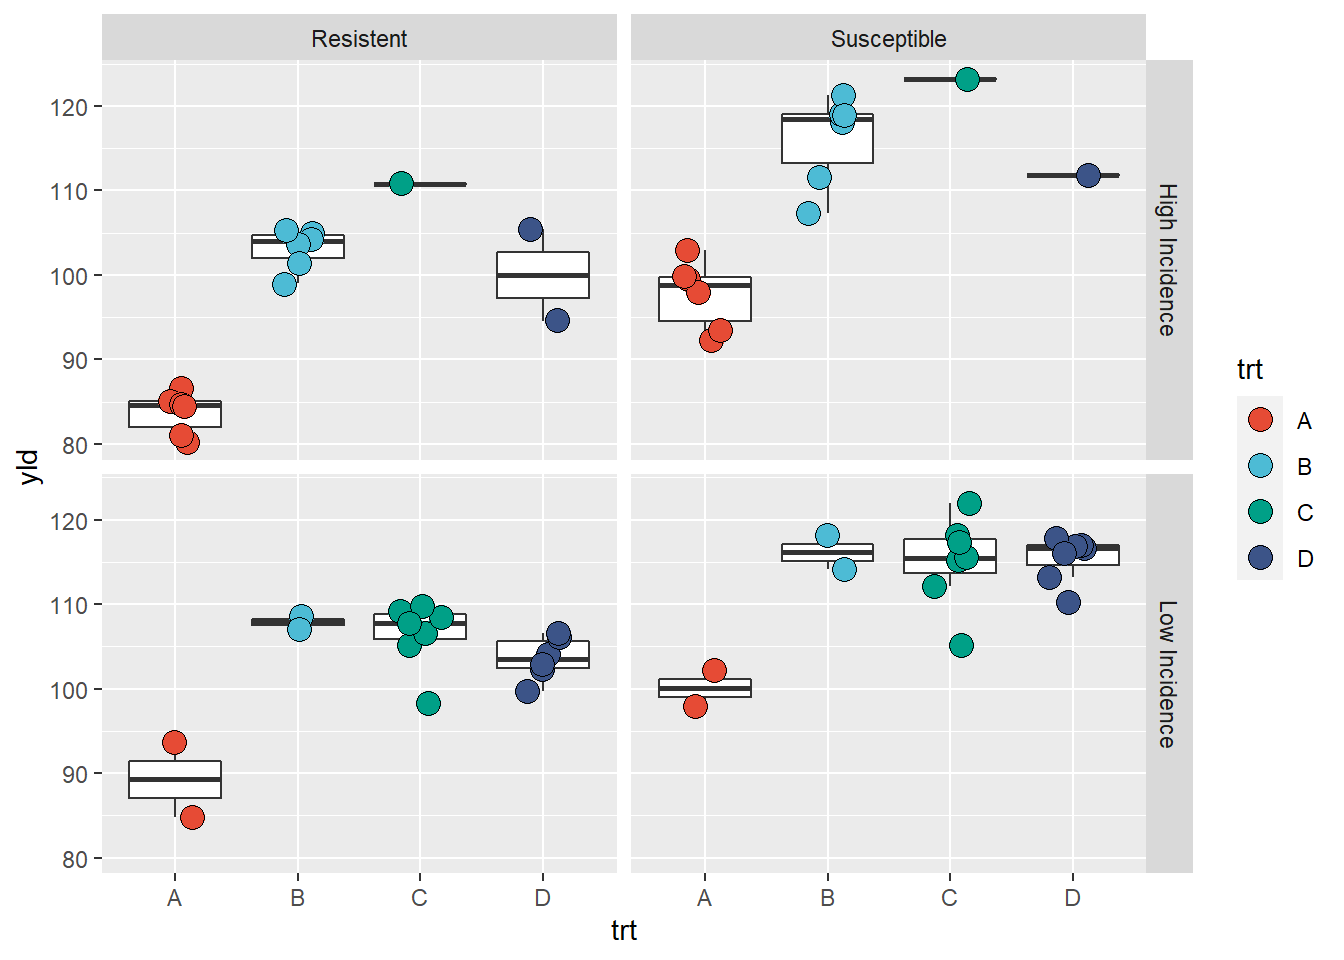 Resistent
Susceptible
120
110
100
90
80
High Incidence
yld
120
110
100
90
80
Low Incidence
A
B
C
D
A
B
C
D
trt
trt
A
B
C
D